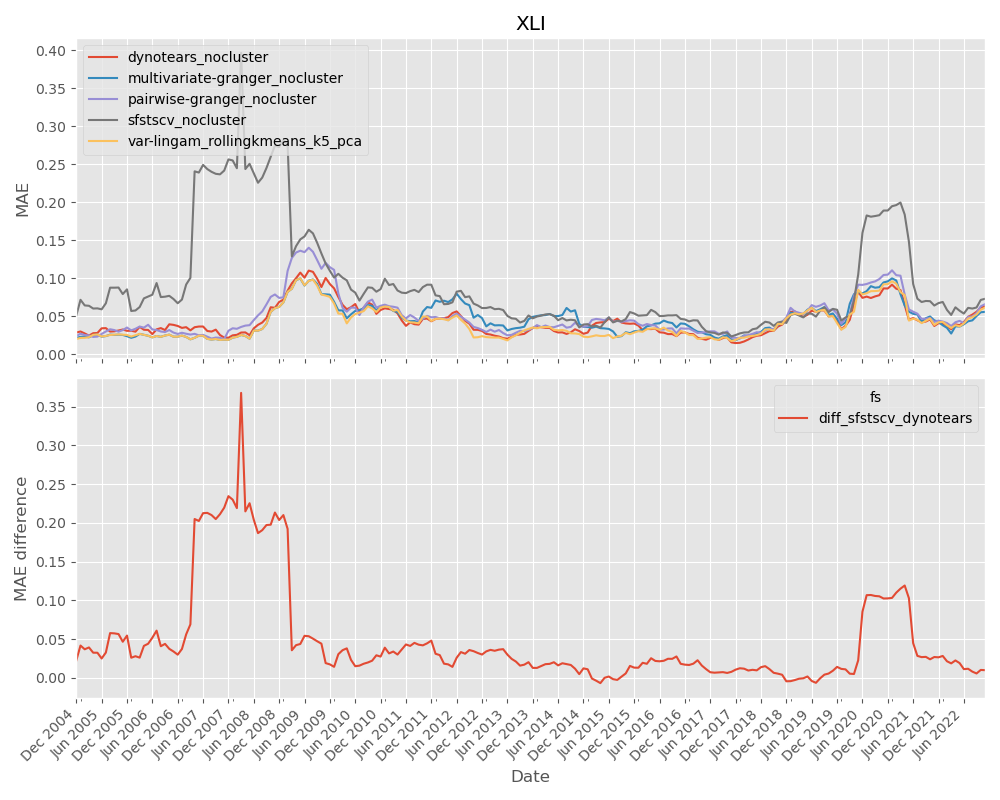 XLI
0.40
0.35
0.30
0.25
0.20
0.15
0.10
0.05
0.00
MAE
dynotears_nocluster
multivariate-granger_nocluster
pairwise-granger_nocluster
sfstscv_nocluster
var-lingam_rollingkmeans_k5_pca
0.35
0.30
0.25
0.20
0.15
0.10
0.05
0.00
MAE difference
fs
diff_sfstscv_dynotears
Dec 2004
Jun 2005
Dec 2005
Jun 2006
Dec 2006
Jun 2007
Dec 2007
Jun 2008
Dec 2008
Jun 2009
Dec 2009
Jun 2010
Dec 2010
Jun 2011
Dec 2011
Jun 2012
Dec 2012
Jun 2013
Dec 2013
Jun 2014
Dec 2014
Jun 2015
Dec 2015
Jun 2016
Dec 2016
Jun 2017
Dec 2017
Jun 2018
Dec 2018
Jun 2019
Dec 2019
Jun 2020
Dec 2020
Jun 2021
Dec 2021
Jun 2022
Date